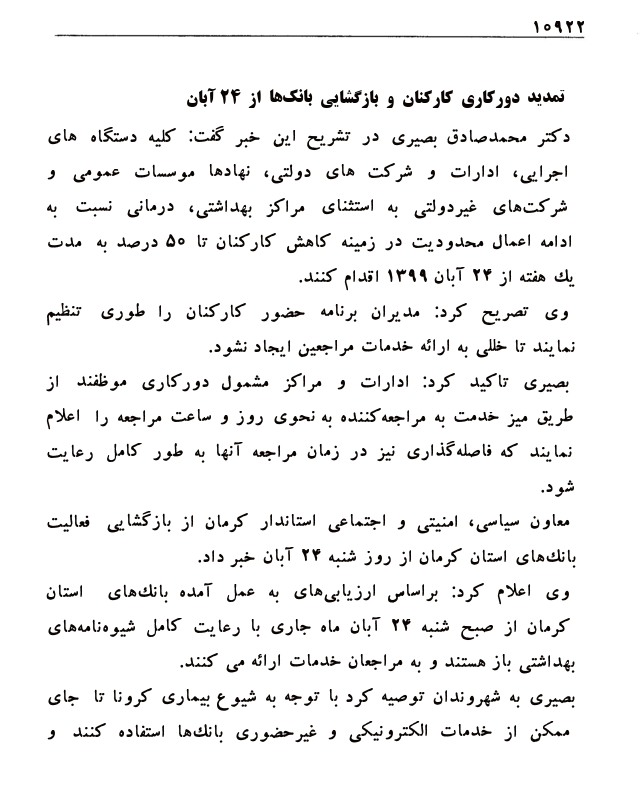 ۱۰۹۲۲
تمدید دورکاری کارکنان و بازگشایی بانک‌ها از ۲۴ آبان
دکتر محمدصادق بصیری در تشریح این خبر گفت: کلیه دستگاه های
اجرایی، ادارات و شرکت های دولتی، نهادها موسسات عمومی و
شرکت‌های غیردولتی به استثنای مراکز بهداشتی، درمانی نسبت به
ادامه اعمال محدودیت در زمینه کاهش کارکنان تا ۵۰ درصد به مدت
یك هفته از ۲۴ آبان ۱۳۹۹ اقدام کنند.
وی تصریح کرد: مدیران برنامه حضور کارکنان را طوری تنظیم
نمایند تا خللی به ارائه خدمات مراجعین ایجاد نشود.
بصیری تاکید کرد: ادارات و مراکز مشمول دورکاری موظفند از
طریق میز خدمت به مراجعه‌کننده به نحوی روز و ساعت مراجعه را اعلام
نمایند که فاصله‌گذاری نیز در زمان مراجعه آنها به طور کامل رعایت
شود.
معاون سیاسی، امنیتی و اجتماعی استاندار کرمان از بازگشایی فعالیت
بانك‌های استان کرمان از روز شنبه ۲۴ آبان خبر داد.
وی اعلام کرد: براساس ارزیابی‌های به عمل آمده بانك‌های استان
کرمان از صبح شنبه ۲۴ آبان ماه جاری با رعایت کامل شیوه‌نامه‌های
بهداشتی باز هستند و به مراجعان خدمات ارائه می کنند.
بصیری به شهروندان توصیه کرد با توجه به شیوع بیماری کرونا تا جای
ممکن از خدمات الکترونیکی و غیرحضوری بانك‌ها استفاده کنند و